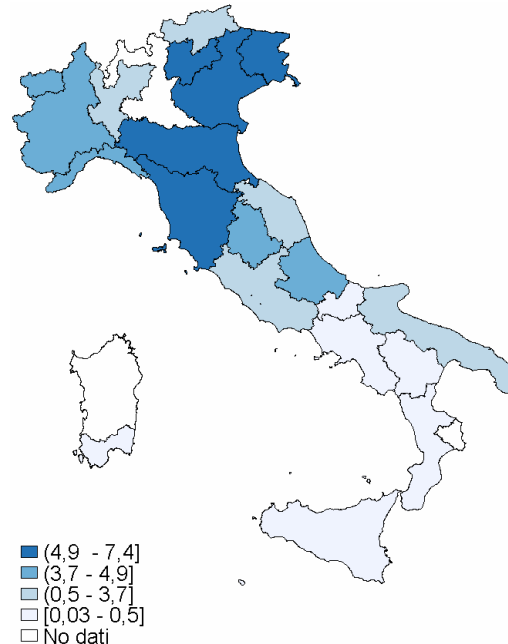 (4,9 - 7,4]
(3,7 - 4,9]
(0,5 - 3,7]
[0,03 - 0,5]
No dati